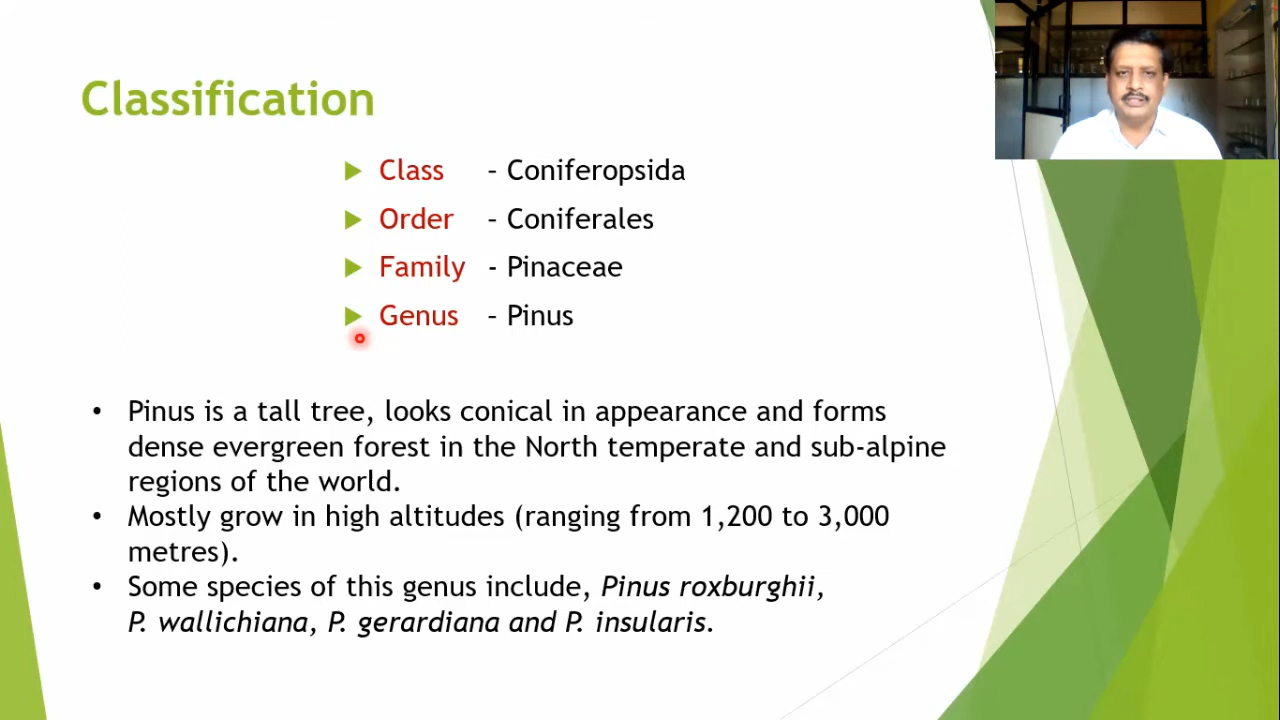 Classification
Class – Coniferopsida
Order – Coniferales
Family - Pinaceae
Genus – Pinus
• Pinus is a tall tree, looks conical in appearance and forms
dense evergreen forest in the North temperate and sub-alpine
regions of the world.
• Mostly grow in high altitudes (ranging from 1,200 to 3,000
metres).
• Some species of this genus include, Pinus roxburghii,
P. wallichiana, P. gerardiana and P. insularis.